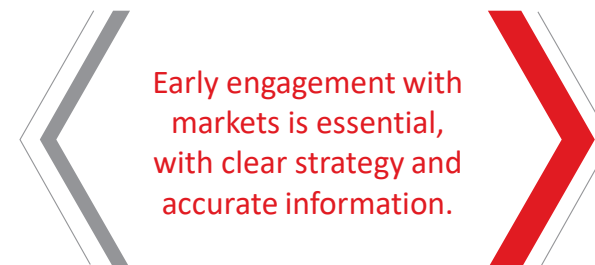 Early engagement with
markets is essential,
with clear strategy and
accurate information.